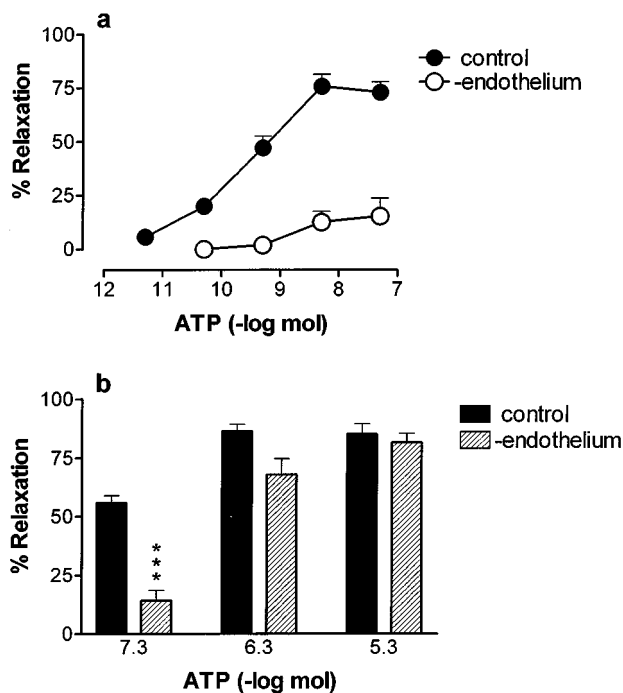 a
100
75
50
25
0
% Relaxation
control
-endothelium
12 11 10 9 8 7
ATP (-log mol)
b
100
75
50
25
0
% Relaxation
***
control
-endothelium
7.3 6.3 5.3
ATP (-log mol)